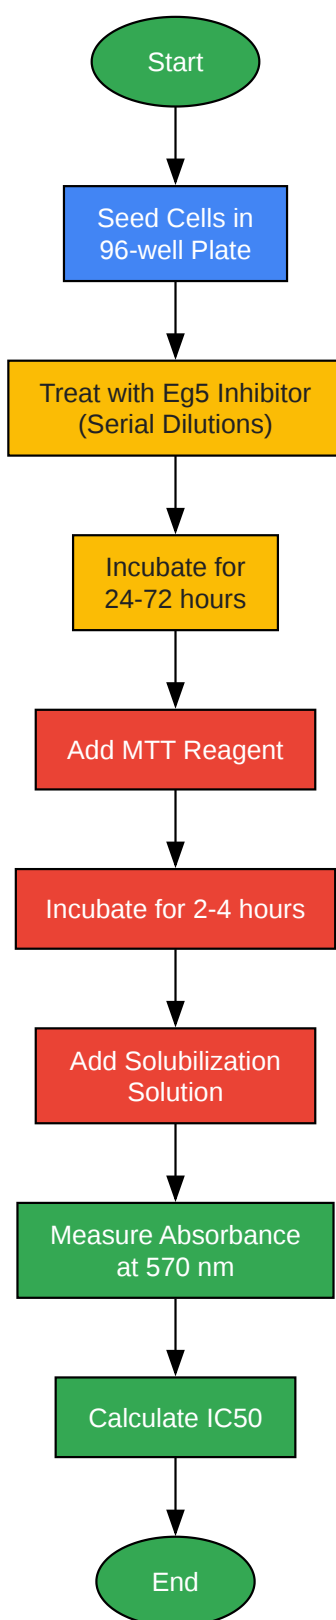 Start
Seed Cells in
96-well Plate
Treat with Eg5 Inhibitor
(Serial Dilutions)
Incubate for
24-72 hours
Add MTT Reagent
Incubate for 2-4 hours
Add Solubilization
Solution
Measure Absorbance
at 570 nm
Calculate IC50
End